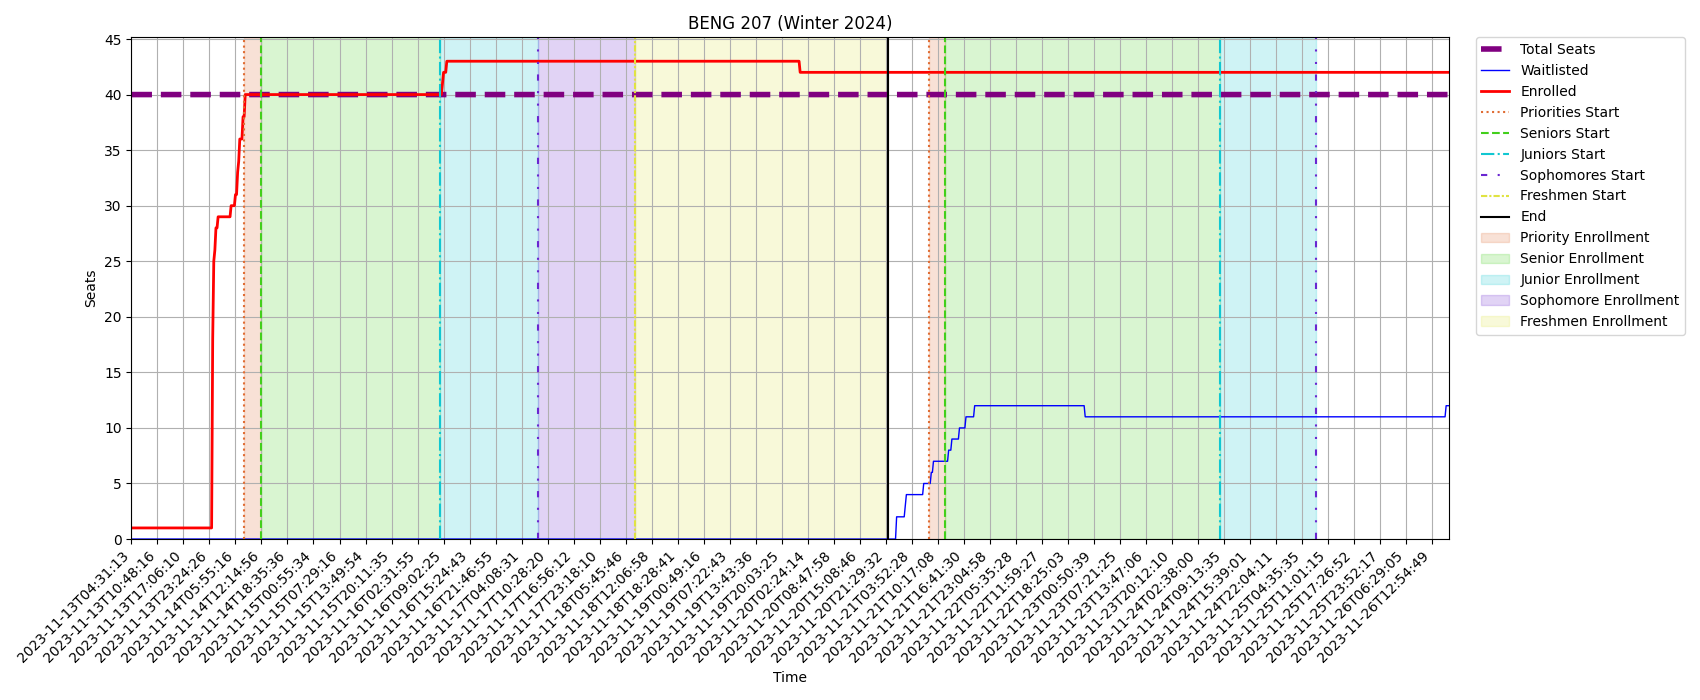 BENG 207 (Winter 2024)
Seats
45
40
35
30
25
20
15
10
5
0
2023-11-13T04:31:13
2023-11-13T10:48:16
2023-11-13T17:06:10
2023-11-13T23:24:26
2023-11-14T05:55:16
2023-11-14T12:14:56
2023-11-14T18:35:36
2023-11-15T00:55:34
2023-11-15T07:29:16
2023-11-15T13:49:54
2023-11-15T20:11:35
2023-11-16T02:31:55
2023-11-16T09:02:25
2023-11-16T15:24:43
2023-11-16T21:46:55
2023-11-17T04:08:31
2023-11-17T10:28:20
2023-11-17T16:56:12
2023-11-17T23:18:10
2023-11-18T05:45:46
2023-11-18T12:06:58
2023-11-18T18:28:41
2023-11-19T00:49:16
2023-11-19T07:22:43
2023-11-19T13:43:36
2023-11-19T20:03:25
2023-11-20T02:24:14
2023-11-20T08:47:58
2023-11-20T15:08:46
2023-11-20T21:29:32
2023-11-21T03:52:28
2023-11-21T10:17:08
2023-11-21T16:41:30
2023-11-21T23:04:58
2023-11-22T05:35:28
2023-11-22T11:59:27
2023-11-22T18:25:03
2023-11-23T00:50:39
2023-11-23T07:21:25
2023-11-23T13:47:06
2023-11-23T20:12:10
2023-11-24T02:38:00
2023-11-24T09:13:35
2023-11-24T15:39:01
2023-11-24T22:04:11
2023-11-25T04:35:35
2023-11-25T11:01:15
2023-11-25T17:26:52
2023-11-25T23:52:17
2023-11-26T06:29:05
2023-11-26T12:54:49
Time
Total Seats
Waitlisted
Enrolled
Priorities Start
Seniors Start
Juniors Start
Sophomores Start
Freshmen Start
End
Priority Enrollment
Senior Enrollment
Junior Enrollment
Sophomore Enrollment
Freshmen Enrollment